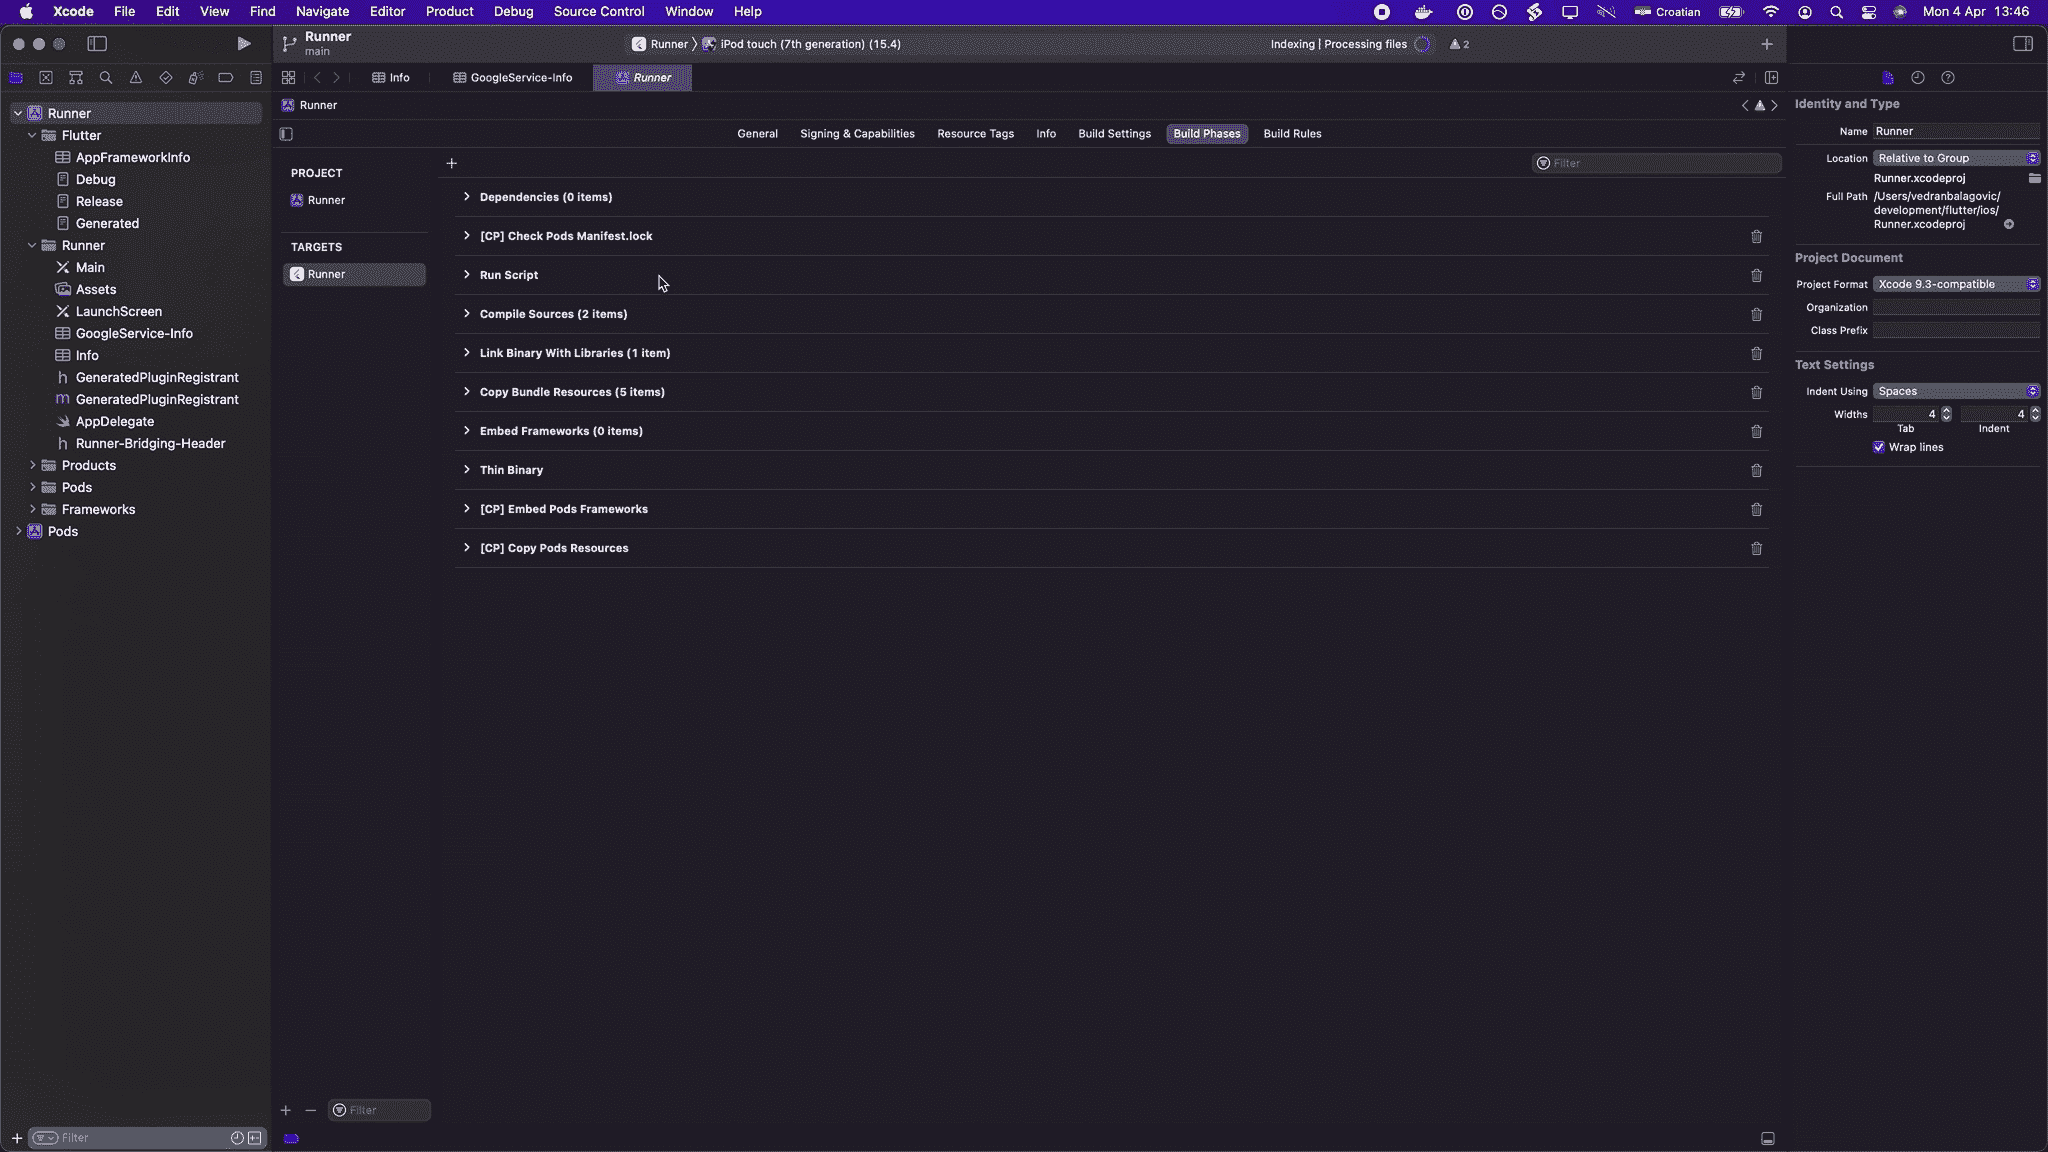 Xcode File Edit View Find Navigate Editor Product Debug Source Control Window Help Croatian Mon 4 Apr 13:46
Runner
main
Runner iPod touch (7th generation) (15.4) Indexing | Processing files 2
Info GoogleService-Info Runner
Runner
Flutter
AppFrameworkInfo
Debug
Release
Generated
Runner
Main
Assets
LaunchScreen
GoogleService-Info
Info
GeneratedPluginRegistrant
GeneratedPluginRegistrant
AppDelegate
Runner-Bridging-Header
Products
Pods
Frameworks
Pods
Filter
Runner
General Signing & Capabilities Resource Tags Info Build Settings Build Phases Build Rules
PROJECT
Runner
TARGETS
Runner
Filter
Filter
Dependencies (0 items)
[CP] Check Pods Manifest.lock
Run Script
Compile Sources (2 items)
Link Binary With Libraries (1 item)
Copy Bundle Resources (5 items)
Embed Frameworks (0 items)
Thin Binary
[CP] Embed Pods Frameworks
[CP] Copy Pods Resources
Identity and Type
Name Runner
Location Relative to Group
Runner.xcodeproj
Full Path /Users/vedranbalagovic/
development/flutter/ios/
Runner.xcodeproj
Project Document
Project Format Xcode 9.3-compatible
Organization
Class Prefix
Text Settings
Indent Using Spaces
Widths 4 4
Tab Indent
Wrap lines